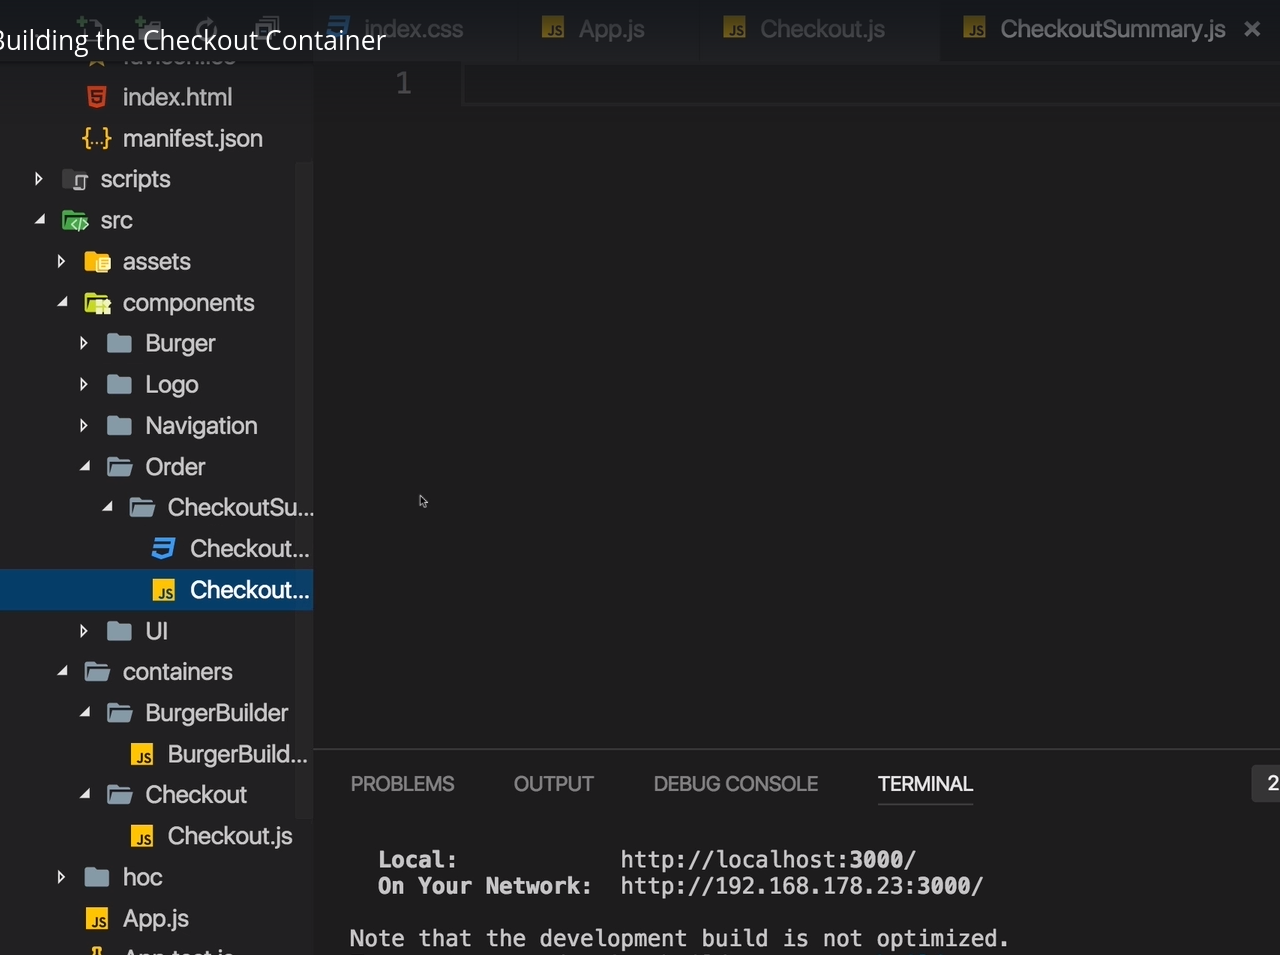 Building the Checkout Container
index.css
App.js
Checkout.js
CheckoutSummary.js
1
index.html
manifest.json
scripts
src
assets
components
Burger
Logo
Navigation
Order
CheckoutSu...
Checkout...
Checkout...
UI
containers
BurgerBuilder
BurgerBuild...
Checkout
Checkout.js
hoc
App.js
PROBLEMS OUTPUT DEBUG CONSOLE TERMINAL 2
Local: http://localhost:3000/
On Your Network: http://192.168.178.23:3000/
Note that the development build is not optimized.